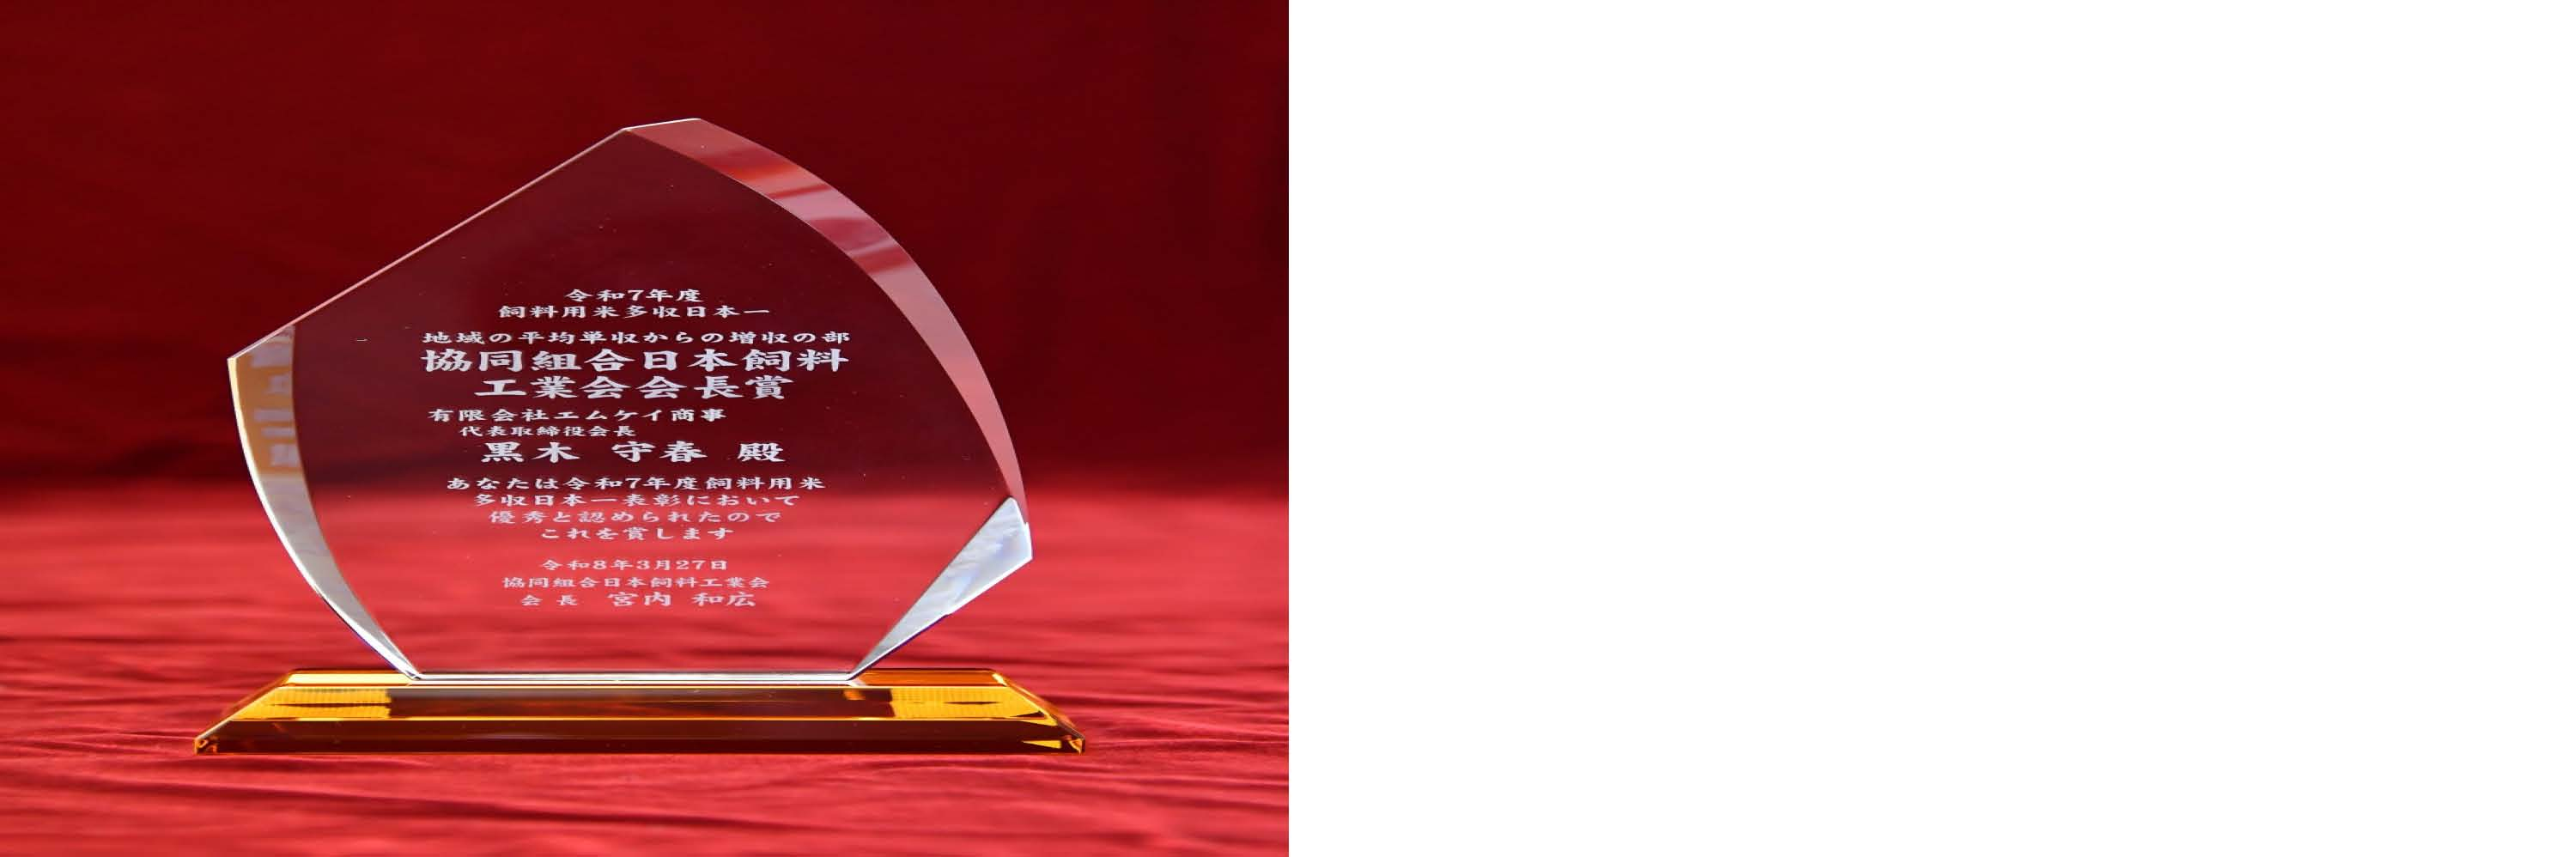 令和7年度
飼料用米多収日本一
地域の平均単収からの増収の部
協同組合日本飼料
工業会会長賞
有限会社エムケイ商事
代表取締役会長
黒木 守春 殿
あなたは令和7年度飼料用米
多収日本一表彰において
優秀と認められたので
これを賞します
令和8年3月27日
協同組合日本飼料工業会
会 長 宮内 和広